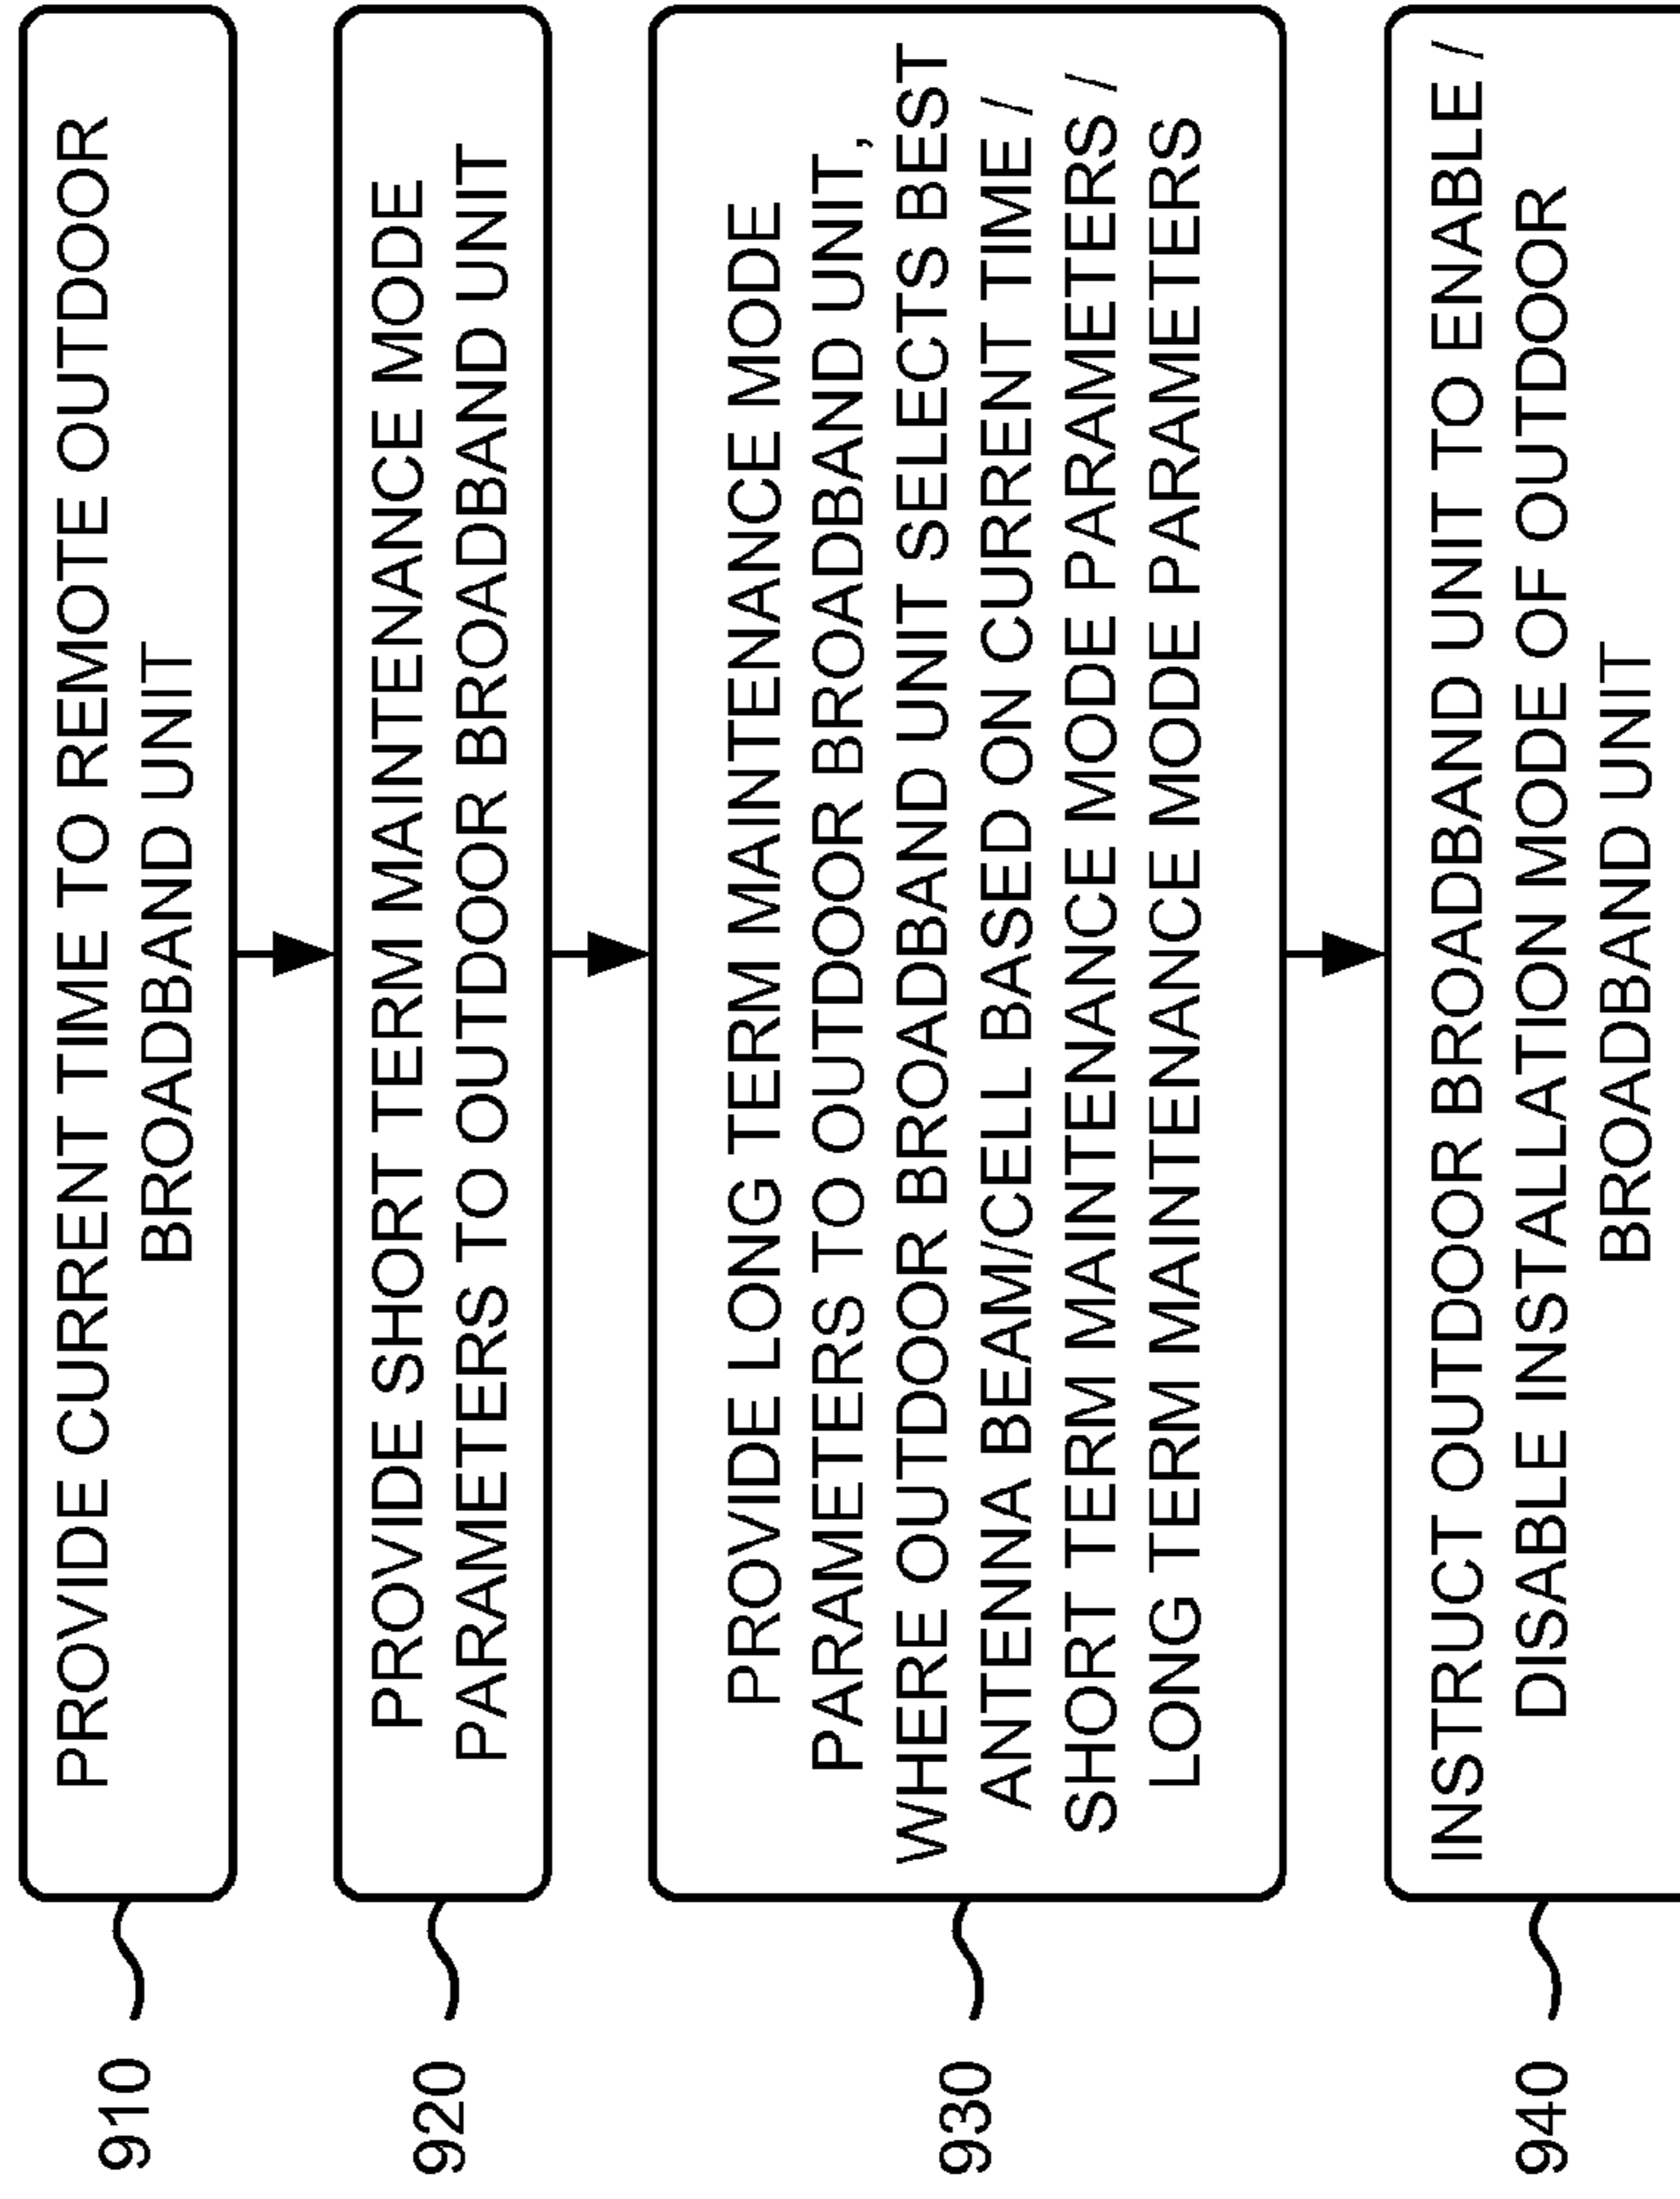 910
PROVIDE CURRENT TIME TO REMOTE OUTDOOR
BROADBAND UNIT
920
PROVIDE SHORT TERM MAINTENANCE MODE
PARAMETERS TO OUTDOOR BROADBAND UNIT
930
PROVIDE LONG TERM MAINTENANCE MODE
PARAMETERS TO OUTDOOR BROADBAND UNIT,
WHERE OUTDOOR BROADBAND UNIT SELECTS BEST
ANTENNA BEAM/CELL BASED ON CURRENT TIME /
SHORT TERM MAINTENANCE MODE PARAMETERS /
LONG TERM MAINTENANCE MODE PARAMETERS
940
INSTRUCT OUTDOOR BROADBAND UNIT TO ENABLE /
DISABLE INSTALLATION MODE OF OUTDOOR
BROADBAND UNIT